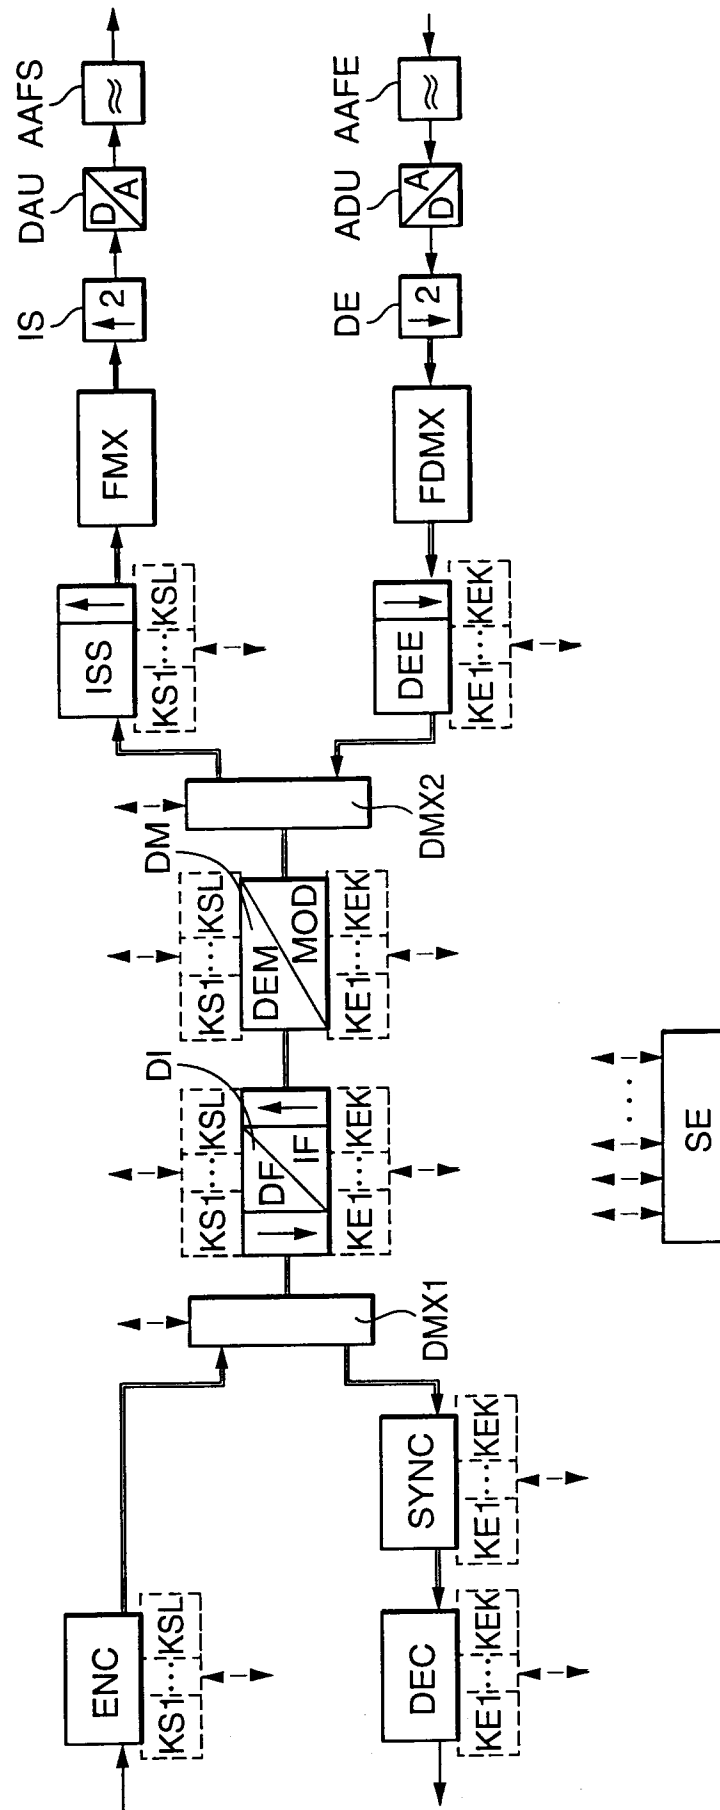 IS DAU AAFS
ENC ISS FMX 2 D A ≈
KS1 ··· KSL KS1 ··· KSL
DI DM
KS1 ··· KSL KS1 ··· KSL
DF IF DEM MOD
KE1 ··· KEK KE1 ··· KEK
DMX1 DMX2
DE ADU AAFE
DEC SYNC DEE FDMX 2 D A ≈
KE1 ··· KEK KE1 ··· KEK KE1 ··· KEK
SE